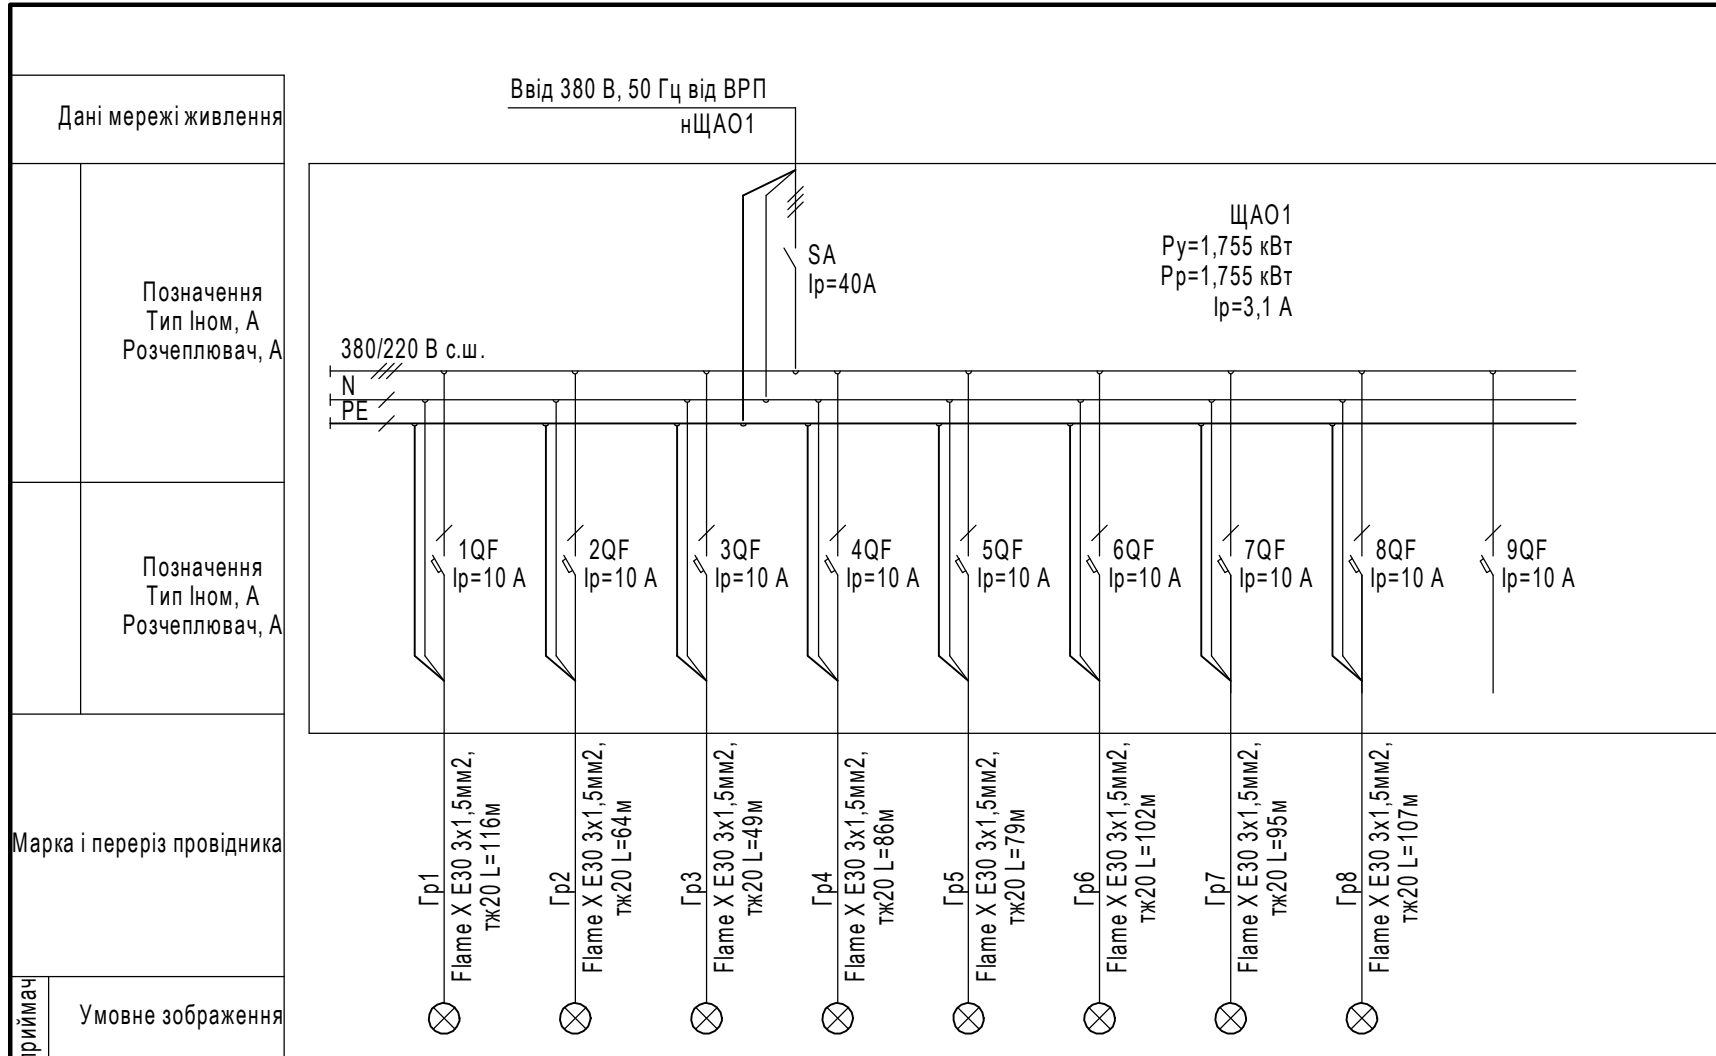 Ввід 380 В, 50 Гц від ВРП
нЩАО1
Дані мережі живлення
ЩАО1
Ру=1,755 кВт
Рр=1,755 кВт
Ір=3,1 А
SA
Ір=40А
Позначення
Тип Іном, А
Розчеплювач, А
380/220 В с.ш.
N
PE
Позначення
Тип Іном, А
Розчеплювач, А
1QF
Ір=10 А
2QF
Ір=10 А
3QF
Ір=10 А
4QF
Ір=10 А
5QF
Ір=10 А
6QF
Ір=10 А
7QF
Ір=10 А
8QF
Ір=10 А
9QF
Ір=10 А
Марка і переріз провідника
Гр1
Flame X E30 3x1,5мм2,
тж20 L=116м
Гр2
Flame X E30 3x1,5мм2,
тж20 L=64м
Гр3
Flame X E30 3x1,5мм2,
тж20 L=49м
Гр4
Flame X E30 3x1,5мм2,
тж20 L=86м
Гр5
Flame X E30 3x1,5мм2,
тж20 L=79м
Гр6
Flame X E30 3x1,5мм2,
тж20 L=102м
Гр7
Flame X E30 3x1,5мм2,
тж20 L=95м
Гр8
Flame X E30 3x1,5мм2,
тж20 L=107м
Умовне зображення